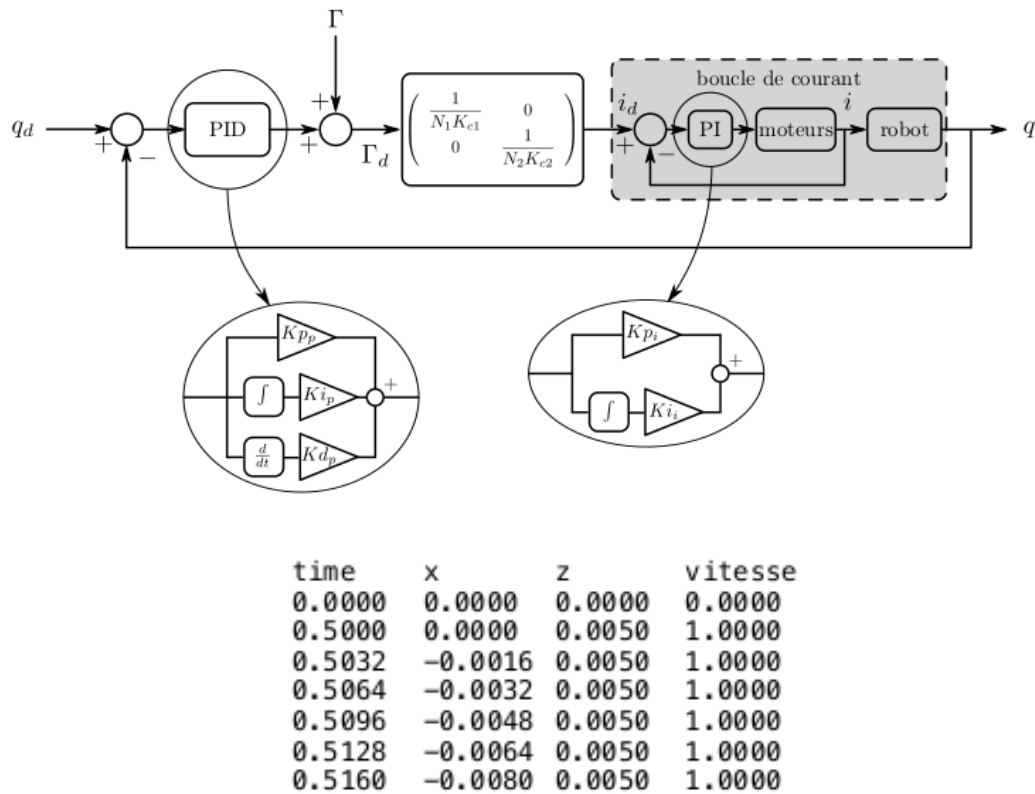 Γ
boucle de courant
q_d + − PID + + Γ_d
1/(N_1K_{c1}) 0
0 1/(N_2K_{c2})
i_d + − PI moteurs i robot q
Kp_p
∫ Ki_p +
d/dt Kd_p
Kp_i
+
∫ Ki_i
time x z vitesse
0.0000 0.0000 0.0000 0.0000
0.5000 0.0000 0.0050 1.0000
0.5032 −0.0016 0.0050 1.0000
0.5064 −0.0032 0.0050 1.0000
0.5096 −0.0048 0.0050 1.0000
0.5128 −0.0064 0.0050 1.0000
0.5160 −0.0080 0.0050 1.0000